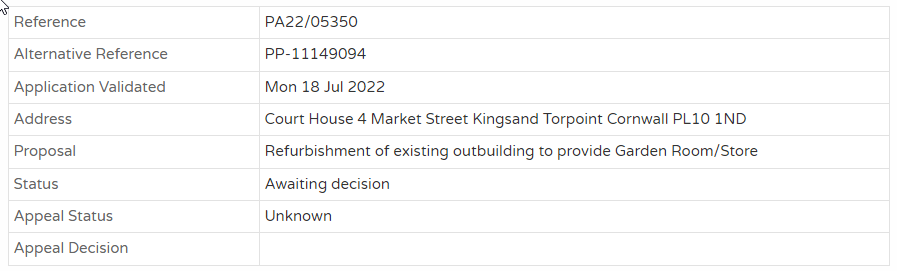 Reference PA22/05350
Alternative Reference PP-11149094
Application Validated Mon 18 Jul 2022
Address Court House 4 Market Street Kingsand Torpoint Cornwall PL10 1ND
Proposal Refurbishment of existing outbuilding to provide Garden Room/Store
Status Awaiting decision
Appeal Status Unknown
Appeal Decision